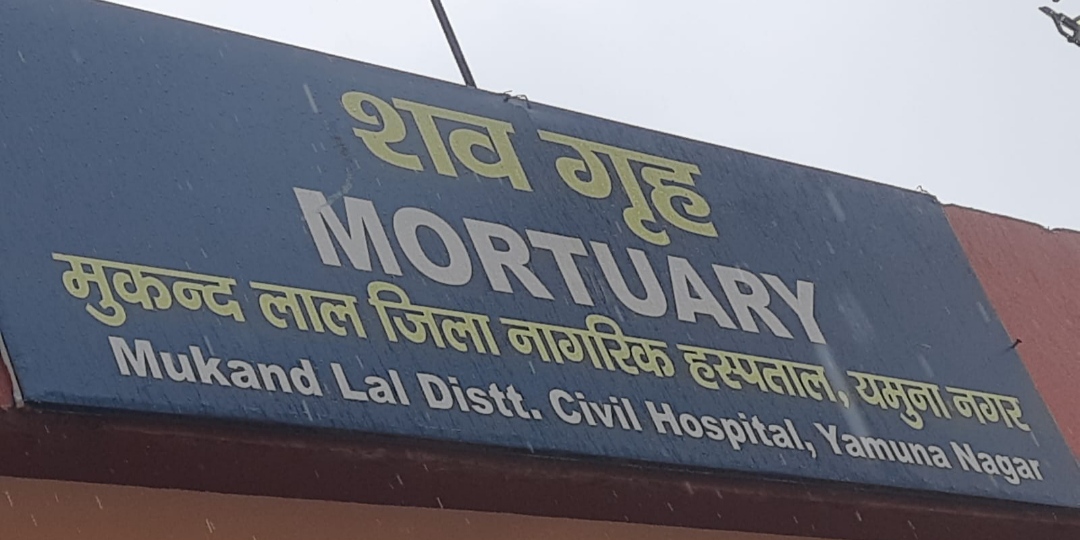 शव गृह
MORTUARY
मुकन्द लाल जिला नागरिक हस्पताल, यमुना नगर
Mukand Lal Distt. Civil Hospital, Yamuna Nagar